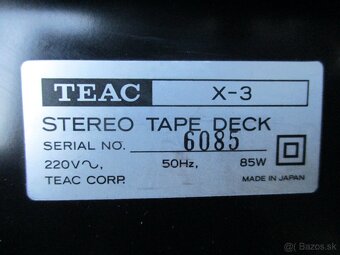 TEAC X-3
STEREO TAPE DECK
SERIAL NO. 6085
220V~, 50Hz, 85W
TEAC CORP. MADE IN JAPAN
© Bazos.sk